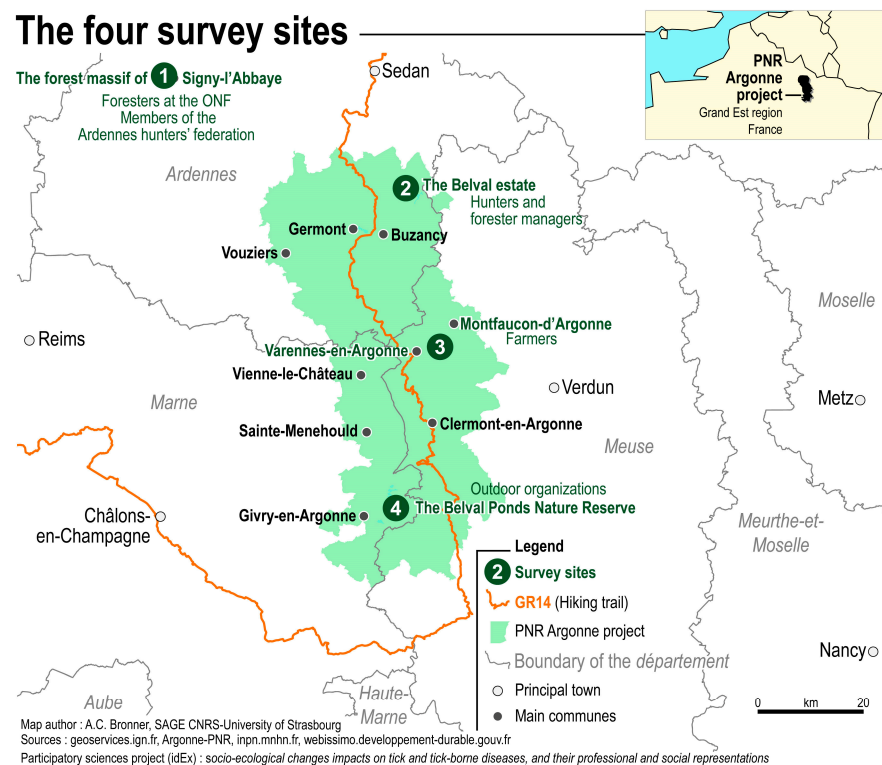 The four survey sites
PNR
Argonne
project
Grand Est region
France
The forest massif of 1 Signy-l'Abbaye
Foresters at the ONF
Members of the
Ardennes hunters' federation
Sedan
Ardennes
2 The Belval estate
Hunters and
forester managers
Germont
Buzancy
Vouziers
Moselle
Montfaucon-d'Argonne
Farmers
Reims
Varennes-en-Argonne
3
Vienne-le-Château
Verdun
Metz
Marne
Clermont-en-Argonne
Sainte-Menehould
Meuse
Outdoor organizations
4 The Belval Ponds Nature Reserve
Givry-en-Argonne
Châlons-
en-Champagne
Meurthe-et-
Moselle
Legend
2 Survey sites
GR14 (Hiking trail)
PNR Argonne project
Boundary of the département
Principal town
Main communes
Nancy
0 km 20
Aube
Haute-
Marne
Map author : A.C. Bronner, SAGE CNRS-University of Strasbourg
Sources : geoservices.ign.fr, Argonne-PNR, inpn.mnhn.fr, webissimo.developpement-durable.gouv.fr
Participatory sciences project (idEx) : socio-ecological changes impacts on tick and tick-borne diseases, and their professional and social representations